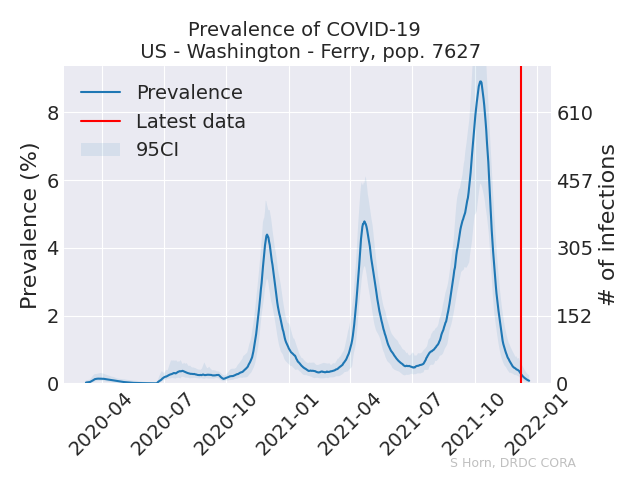 Prevalence of COVID-19
US - Washington - Ferry, pop. 7627
Prevalence (%)
8
6
4
2
0
Prevalence
Latest data
95CI
610
457
305
152
0
# of infections
2020-04
2020-07
2020-10
2021-01
2021-04
2021-07
2021-10
2022-01
S Horn, DRDC CORA